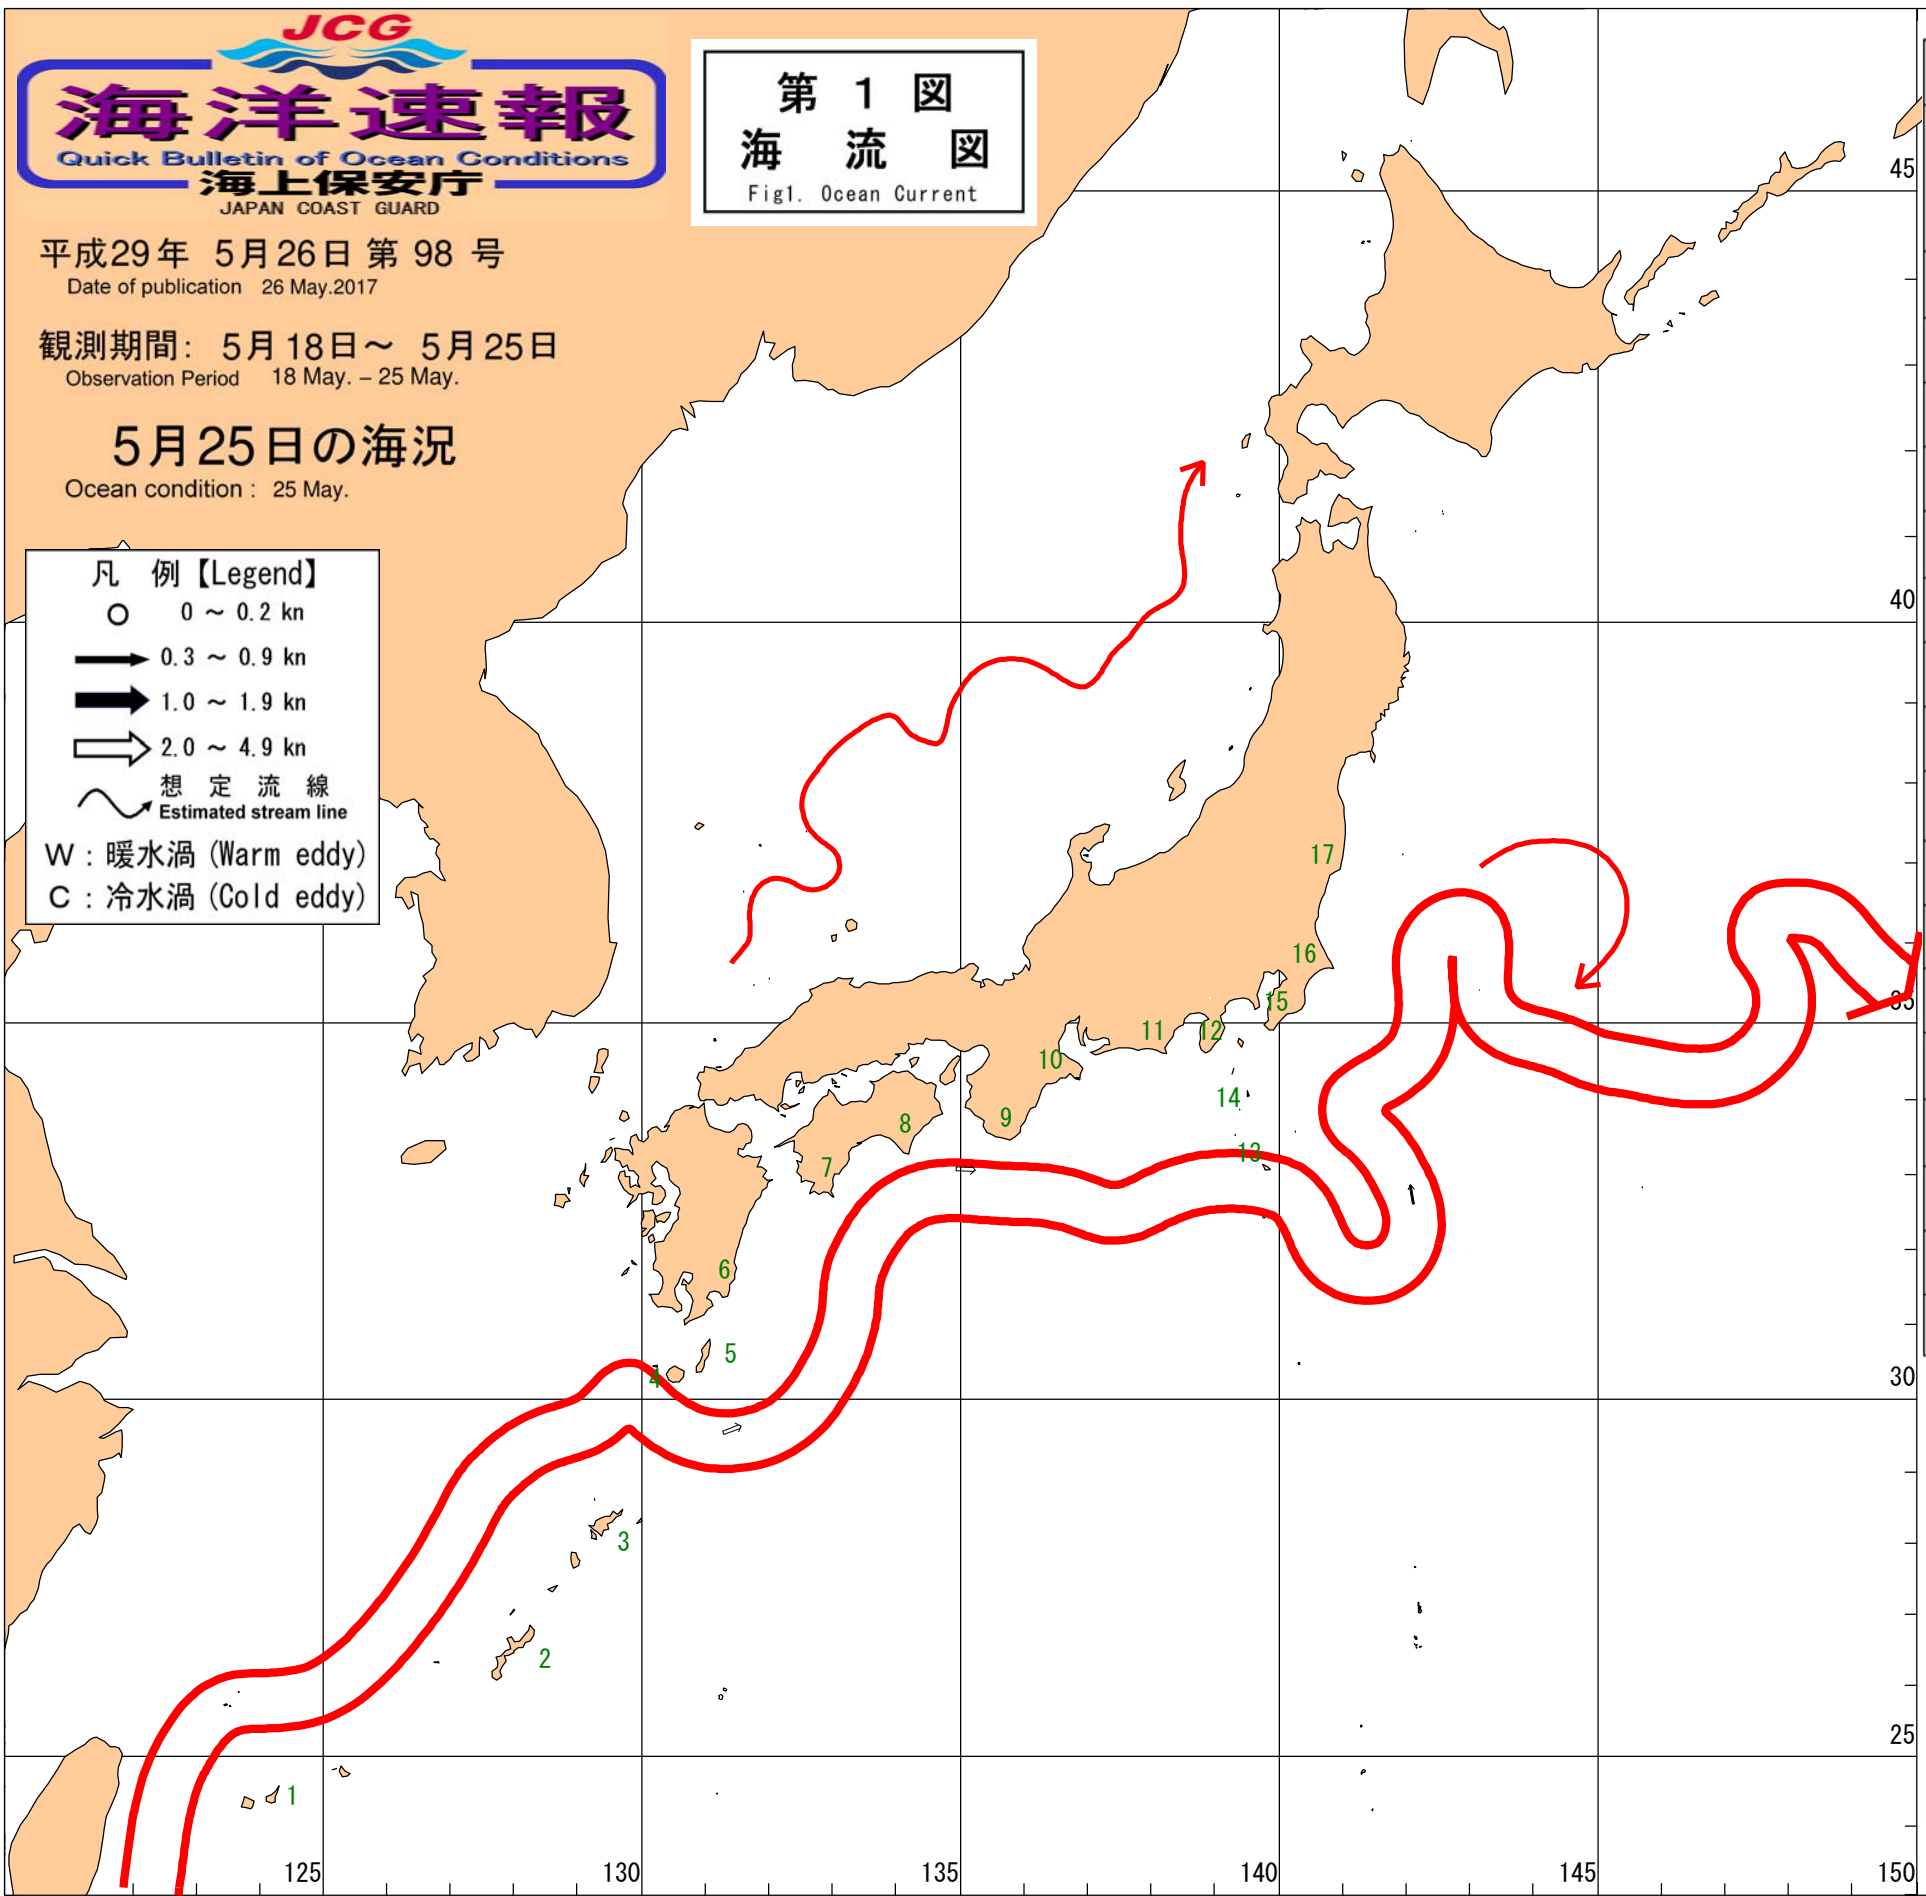 JCG
海洋速報
Quick Bulletin of Ocean Conditions
海上保安庁
JAPAN COAST GUARD
平成29年 5月26日 第 98 号
Date of publication 26 May.2017
観測期間: 5月18日～ 5月25日
Observation Period 18 May. – 25 May.
5月25日の海況
Ocean condition : 25 May.
第 1 図
海 流 図
Fig1. Ocean Current
凡 例【Legend】
0 ～ 0.2 kn
0.3 ～ 0.9 kn
1.0 ～ 1.9 kn
2.0 ～ 4.9 kn
想 定 流 線
Estimated stream line
W : 暖水渦 (Warm eddy)
C : 冷水渦 (Cold eddy)
45
40
35
30
25
17
16
15
11
12
10
14
9
8
13
7
6
5
4
3
2
1
125
130
135
140
145
150